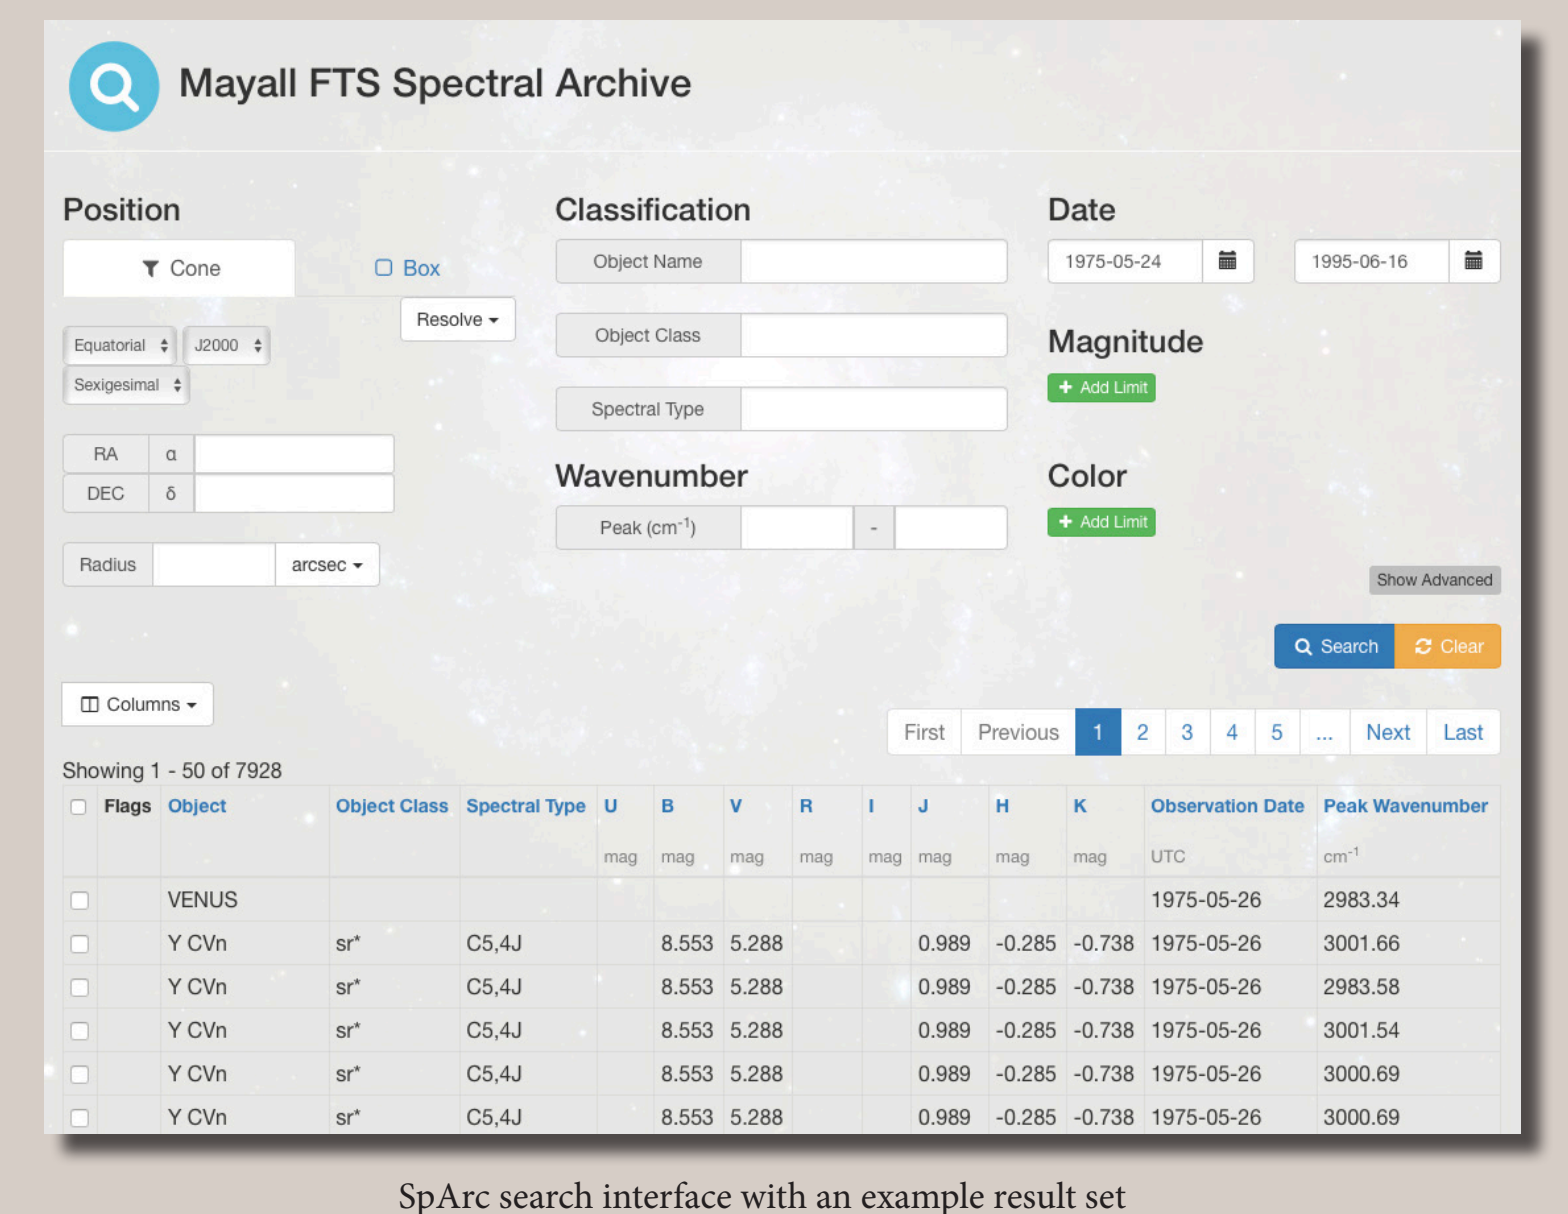 Mayall FTS Spectral Archive
Position
Cone
Box
Resolve
Equatorial
J2000
Sexigesimal
RA α
DEC δ
Radius
arcsec
Classification
Object Name
Object Class
Spectral Type
Wavenumber
Peak (cm⁻¹) -
Date
1975-05-24
1995-06-16
Magnitude
+ Add Limit
Color
+ Add Limit
Show Advanced
Search
Clear
Columns
First Previous 1 2 3 4 5 ... Next Last
Showing 1 - 50 of 7928
Flags Object Object Class Spectral Type U B V R I J H K Observation Date Peak Wavenumber
mag mag mag mag mag mag mag mag UTC cm⁻¹
VENUS 1975-05-26 2983.34
Y CVn sr* C5,4J 8.553 5.288 0.989 -0.285 -0.738 1975-05-26 3001.66
Y CVn sr* C5,4J 8.553 5.288 0.989 -0.285 -0.738 1975-05-26 2983.58
Y CVn sr* C5,4J 8.553 5.288 0.989 -0.285 -0.738 1975-05-26 3001.54
Y CVn sr* C5,4J 8.553 5.288 0.989 -0.285 -0.738 1975-05-26 3000.69
Y CVn sr* C5,4J 8.553 5.288 0.989 -0.285 -0.738 1975-05-26 3000.69
SpArc search interface with an example result set